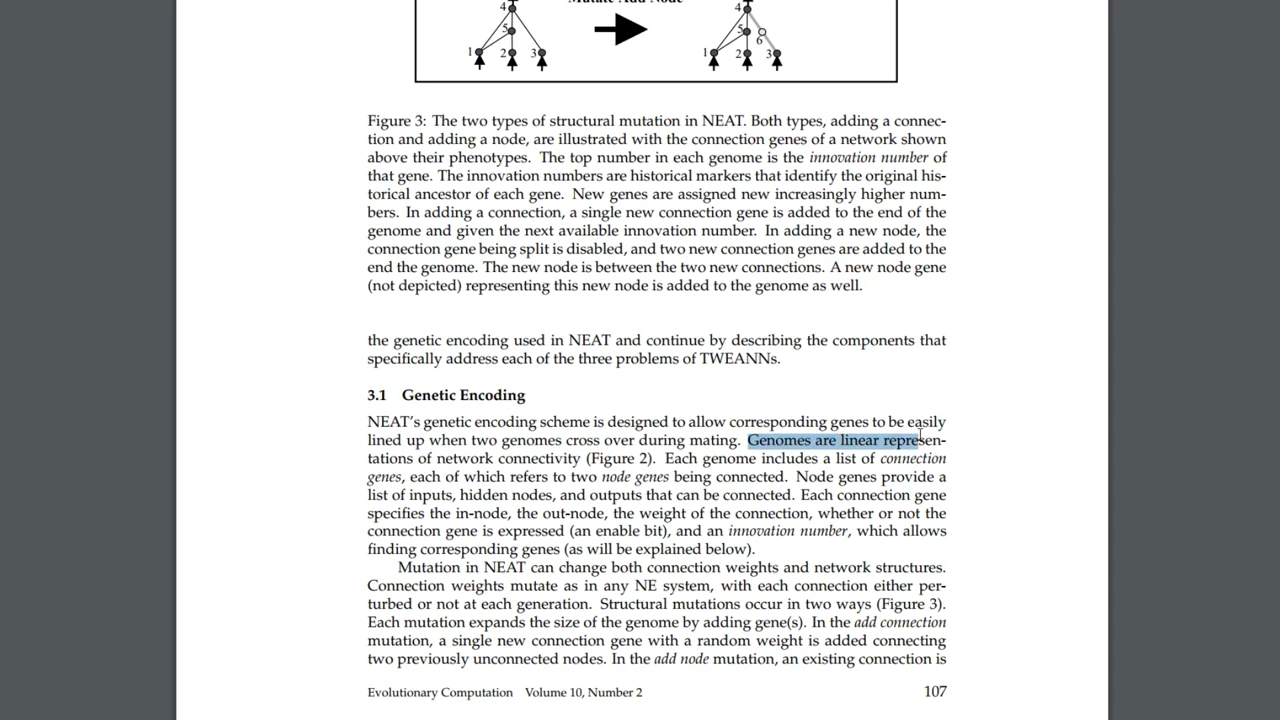 Mutate Add Node
4 4
5 5
6
1 2 3 1 2 3
Figure 3: The two types of structural mutation in NEAT. Both types, adding a connec-
tion and adding a node, are illustrated with the connection genes of a network shown
above their phenotypes. The top number in each genome is the innovation number of
that gene. The innovation numbers are historical markers that identify the original his-
torical ancestor of each gene. New genes are assigned new increasingly higher num-
bers. In adding a connection, a single new connection gene is added to the end of the
genome and given the next available innovation number. In adding a new node, the
connection gene being split is disabled, and two new connection genes are added to the
end the genome. The new node is between the two new connections. A new node gene
(not depicted) representing this new node is added to the genome as well.
the genetic encoding used in NEAT and continue by describing the components that
specifically address each of the three problems of TWEANNs.
3.1 Genetic Encoding
NEAT's genetic encoding scheme is designed to allow corresponding genes to be easily
lined up when two genomes cross over during mating. Genomes are linear represen-
tations of network connectivity (Figure 2). Each genome includes a list of connection
genes, each of which refers to two node genes being connected. Node genes provide a
list of inputs, hidden nodes, and outputs that can be connected. Each connection gene
specifies the in-node, the out-node, the weight of the connection, whether or not the
connection gene is expressed (an enable bit), and an innovation number, which allows
finding corresponding genes (as will be explained below).
Mutation in NEAT can change both connection weights and network structures.
Connection weights mutate as in any NE system, with each connection either per-
turbed or not at each generation. Structural mutations occur in two ways (Figure 3).
Each mutation expands the size of the genome by adding gene(s). In the add connection
mutation, a single new connection gene with a random weight is added connecting
two previously unconnected nodes. In the add node mutation, an existing connection is
Evolutionary Computation Volume 10, Number 2 107